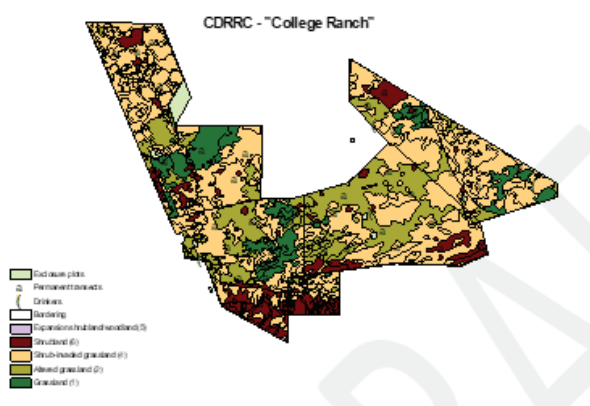 CDRRC - "College Ranch"
Exclosure plots
a Permanent transects
( Drinkers
Bordering
Expansion shrubland woodland (5)
Shrubland (6)
Shrub-invaded grassland (4)
Altered grassland (2)
Grassland (1)